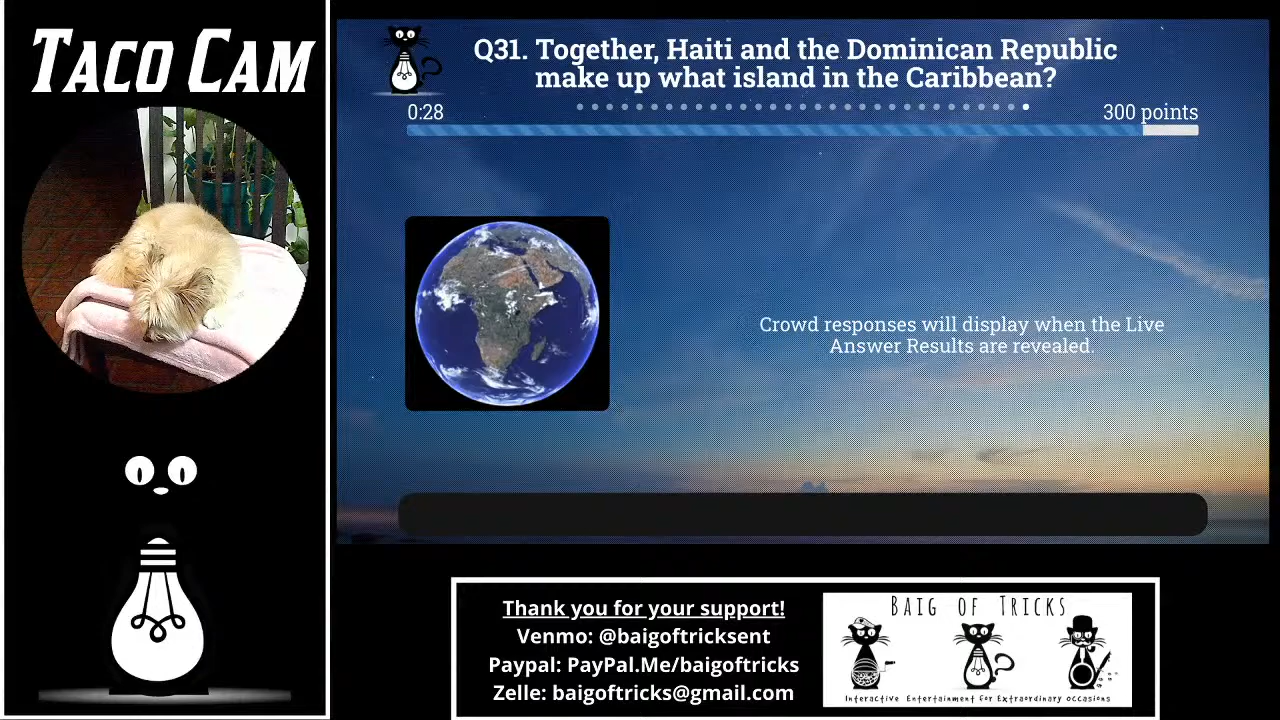 TACO CAM
Q31. Together, Haiti and the Dominican Republic
make up what island in the Caribbean?
0:28
300 points
Crowd responses will display when the Live
Answer Results are revealed.
Thank you for your support!
Venmo: @baigoftricksent
Paypal: PayPal.Me/baigoftricks
Zelle: baigoftricks@gmail.com
BAIG OF TRICKS
Interactive Entertainment for Extraordinary Occasions